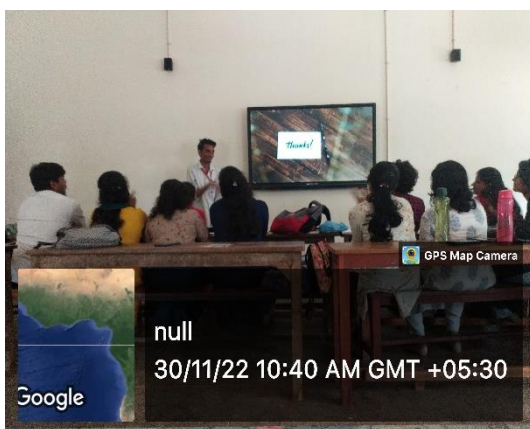 Thanks!
GPS Map Camera
null
30/11/22 10:40 AM GMT +05:30
Google